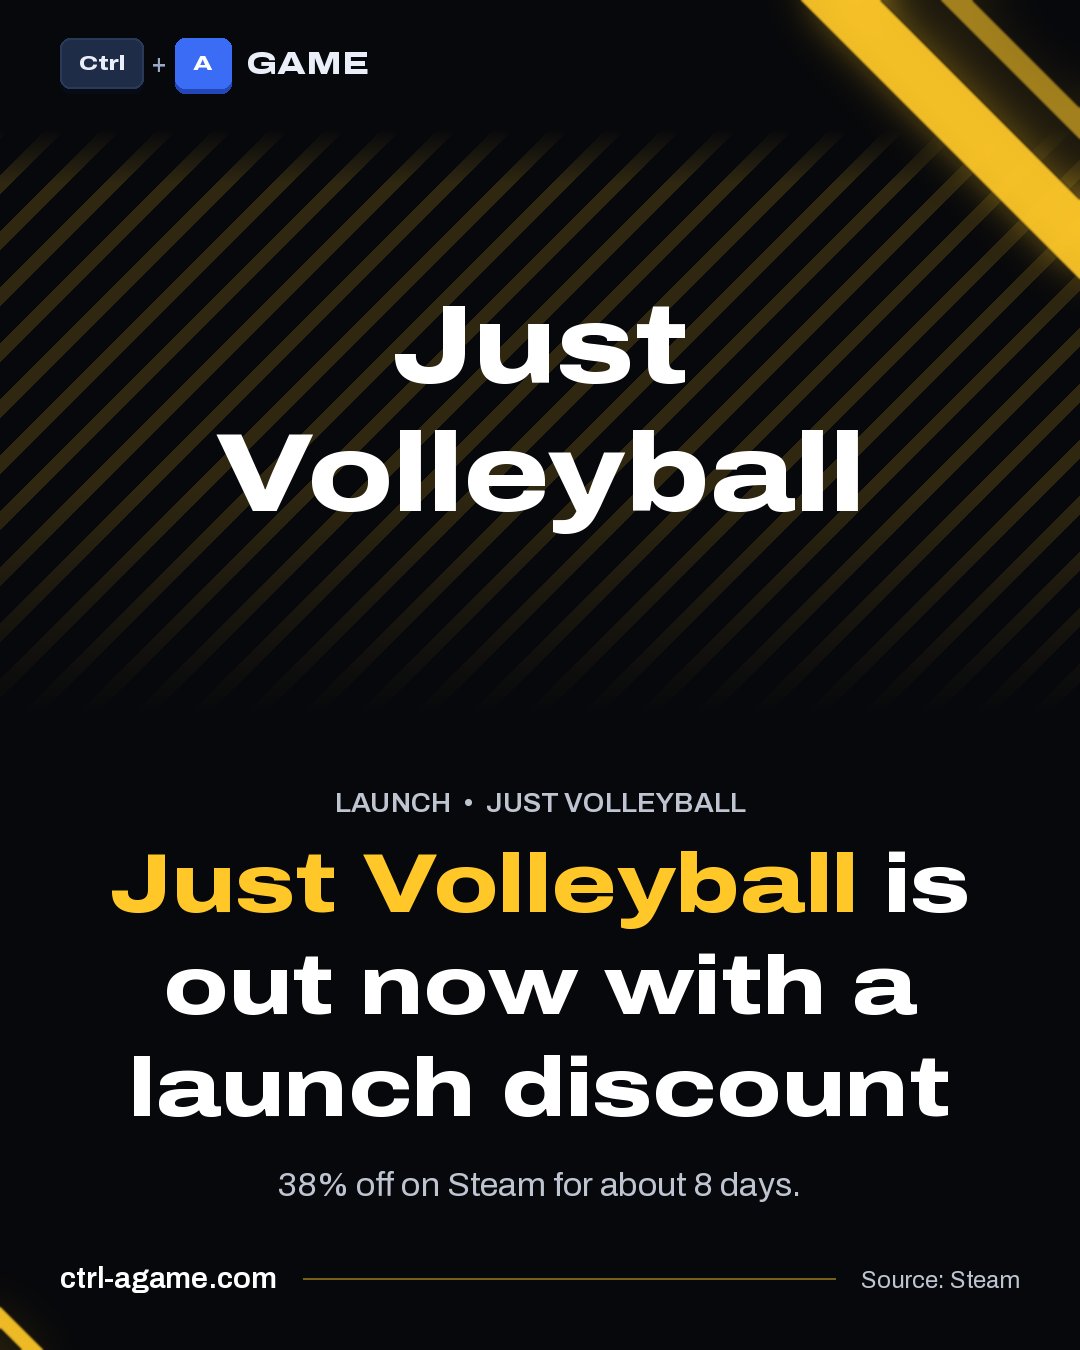 Ctrl + A GAME
Just
Volleyball
LAUNCH • JUST VOLLEYBALL
Just Volleyball is
out now with a
launch discount
38% off on Steam for about 8 days.
ctrl-agame.com
Source: Steam